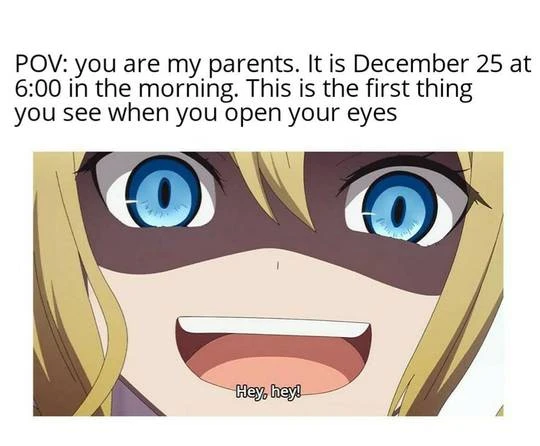 POV: you are my parents. It is December 25 at
6:00 in the morning. This is the first thing
you see when you open your eyes
Hey, hey!